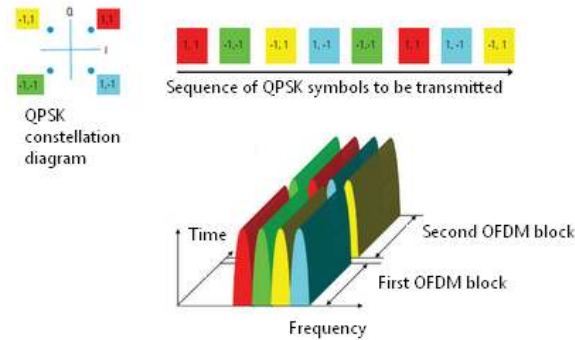 Q
-1,1
1,1
I
-1,-1
1,-1
QPSK
constellation
diagram
1, 1
-1,-1
-1, 1
1,-1
-1,-1
1, 1
1,-1
-1, 1
Sequence of QPSK symbols to be transmitted
Time
Second OFDM block
First OFDM block
Frequency